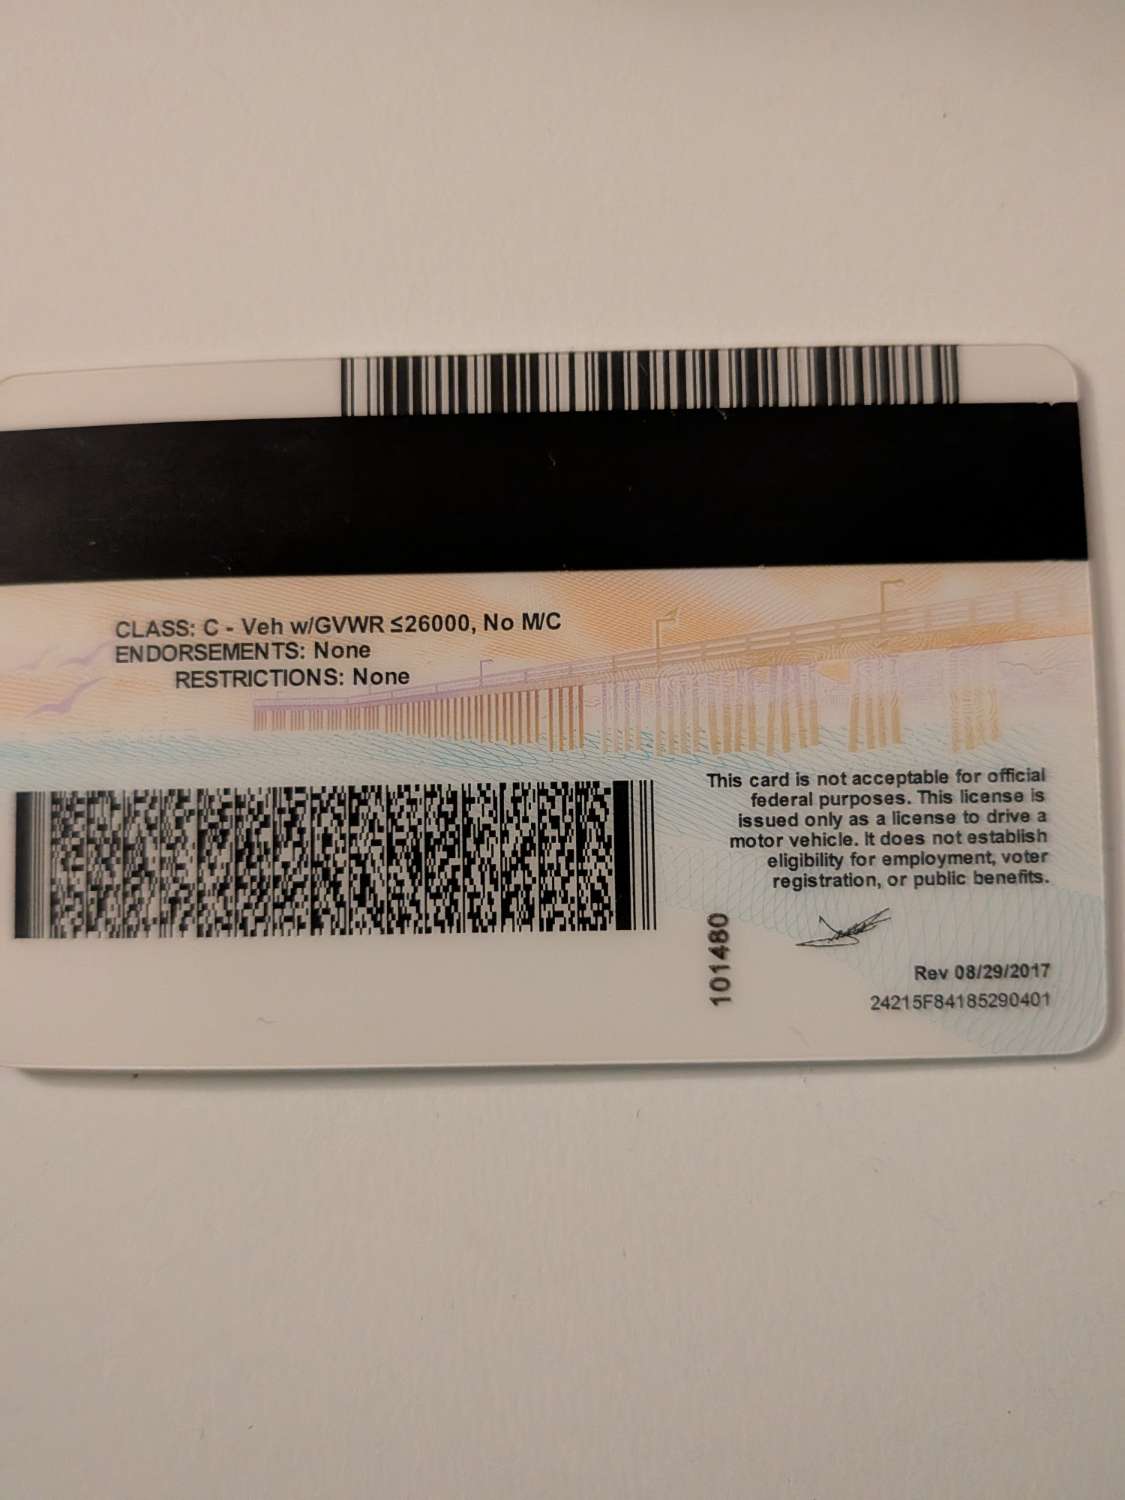 CLASS: C - Veh w/GVWR ≤26000, No M/C
ENDORSEMENTS: None
RESTRICTIONS: None
This card is not acceptable for official
federal purposes. This license is
issued only as a license to drive a
motor vehicle. It does not establish
eligibility for employment, voter
registration, or public benefits.
101480
Rev 08/29/2017
24215F84185290401